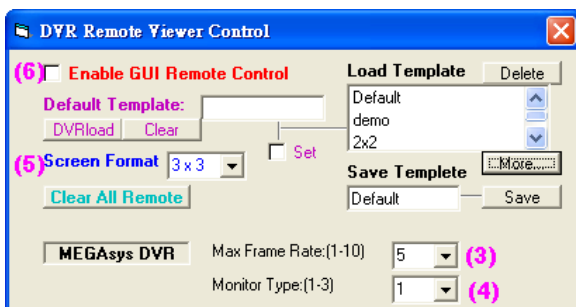 DVR Remote Viewer Control
(6) Enable GUI Remote Control
Load Template
Delete
Default Template:
Default
demo
2x2
DVRload
Clear
Set
More....
(5) Screen Format
3 x 3
Save Templete
Clear All Remote
Default
Save
MEGAsys DVR
Max Frame Rate:(1-10)
5
(3)
Monitor Type:(1-3)
1
(4)